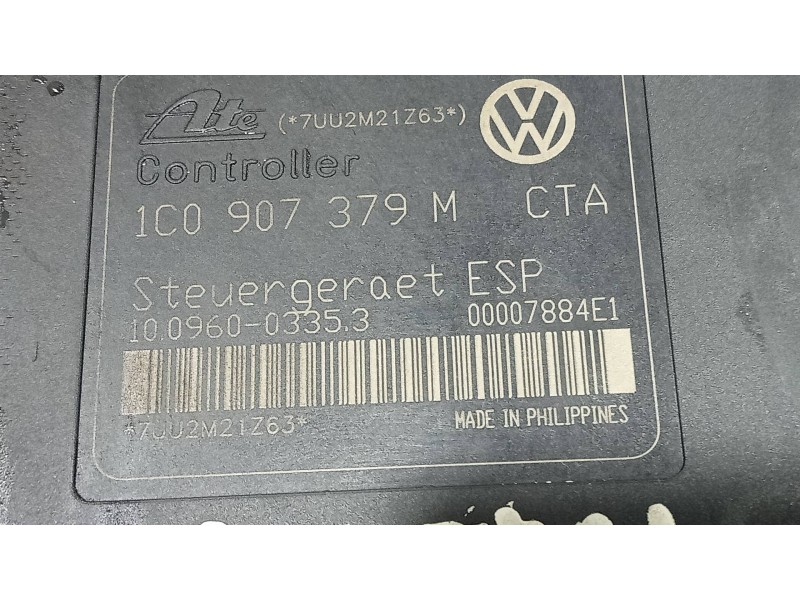 Ate (*7UU2M21Z63*)
Controller
1C0 907 379 M CTA
Steuergeraet ESP
10.0960-0335.3 00007884E1
*7UU2M21Z63* MADE IN PHILIPPINES